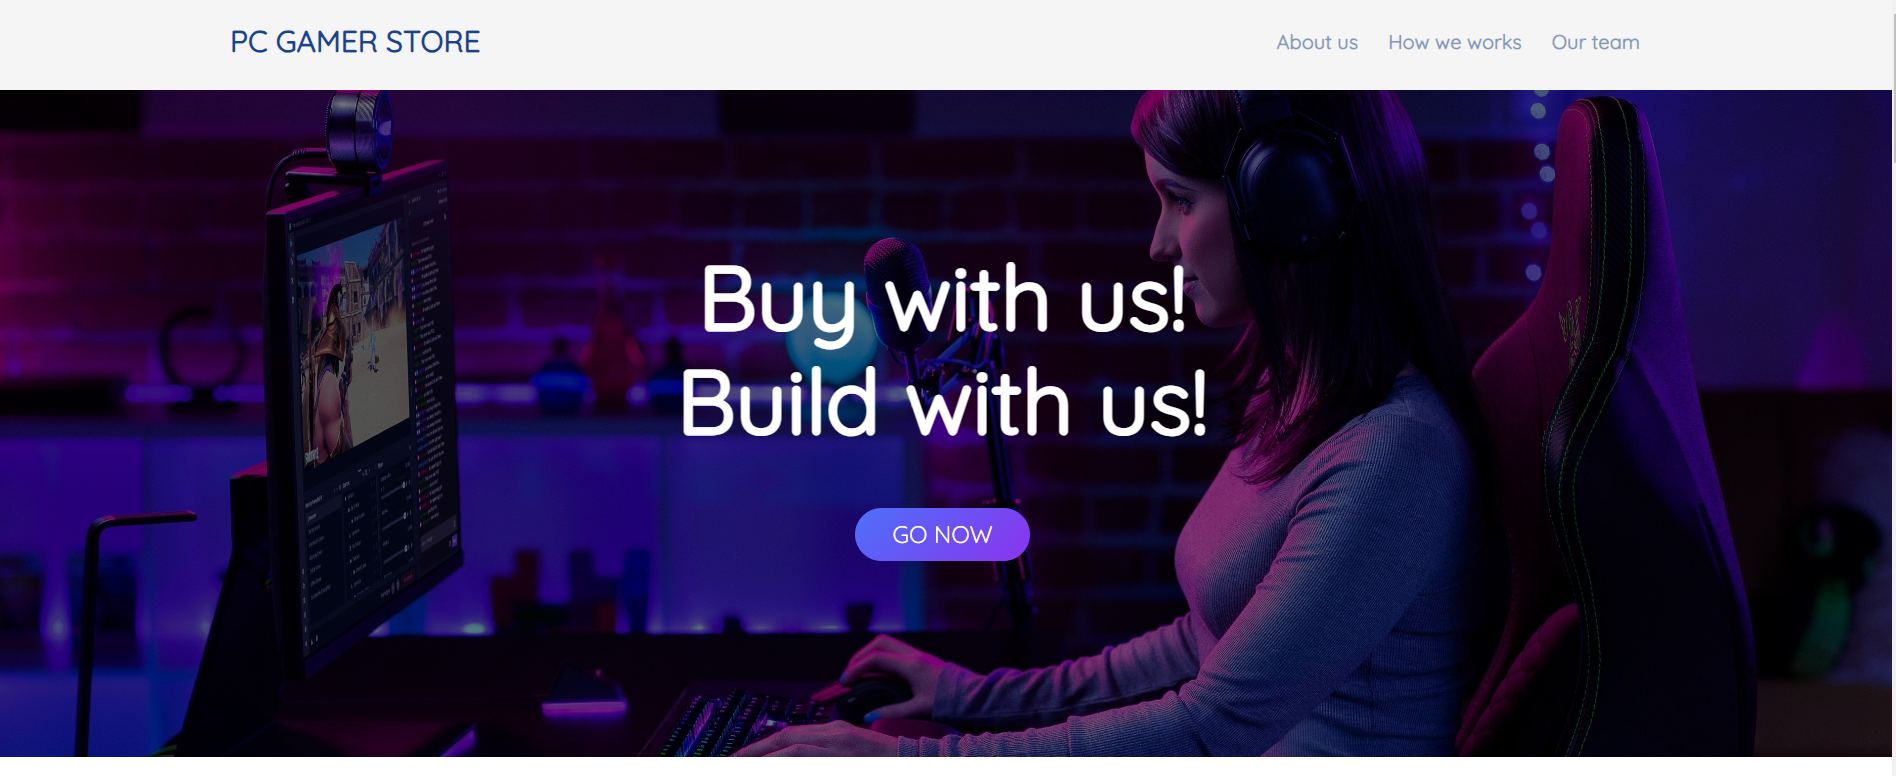 PC GAMER STORE
About us
How we works
Our team
Buy with us!
Build with us!
GO NOW